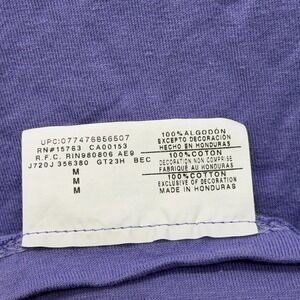 UPC:077476856607
RN#15763 CA00153
R.F.C. RIN960806 AE9
J720J 356380 GT23H BEC
M
M
M
100% ALGODÓN
EXCEPTO DECORACIÓN
HECHO EN HONDURAS
100% COTON
DECORATION NON COMPRISE
FABRIQUÉ AU HONDURAS
100% COTTON
EXCLUSIVE OF DECORATION
MADE IN HONDURAS